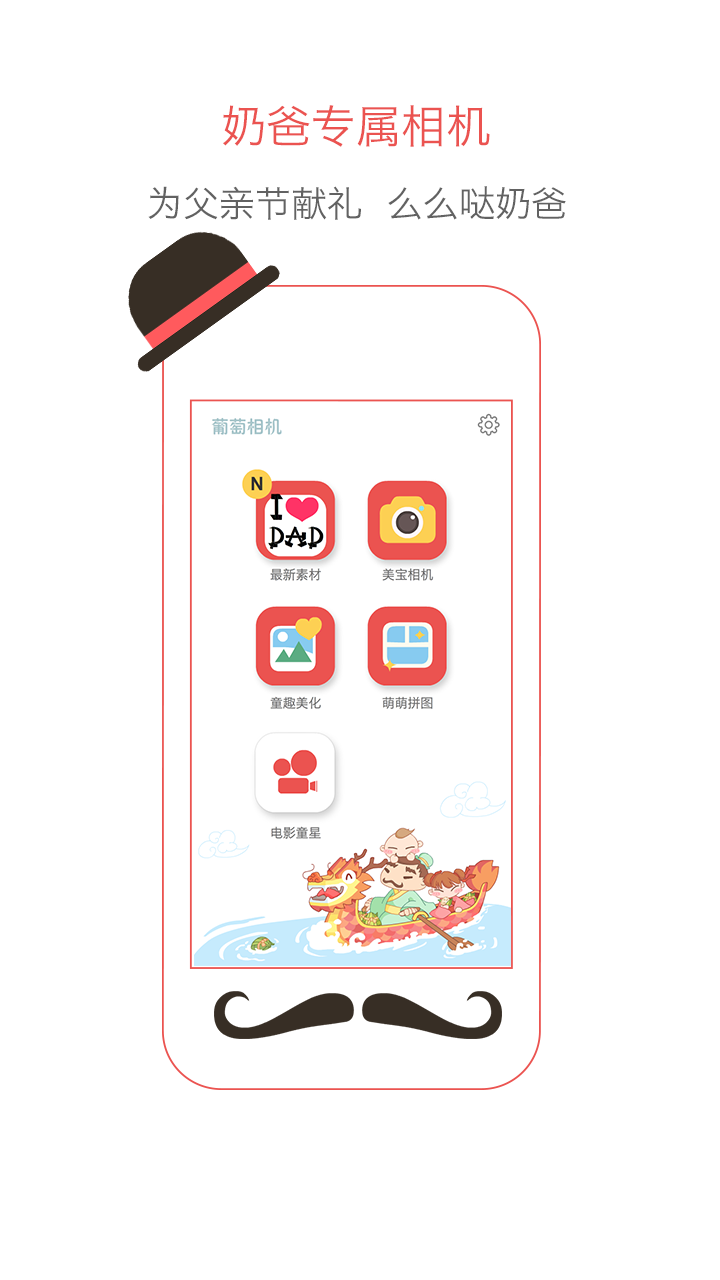 奶爸专属相机
为父亲节献礼 么么哒奶爸
葡萄相机
N
I
DAD
最新素材
美宝相机
童趣美化
萌萌拼图
电影童星